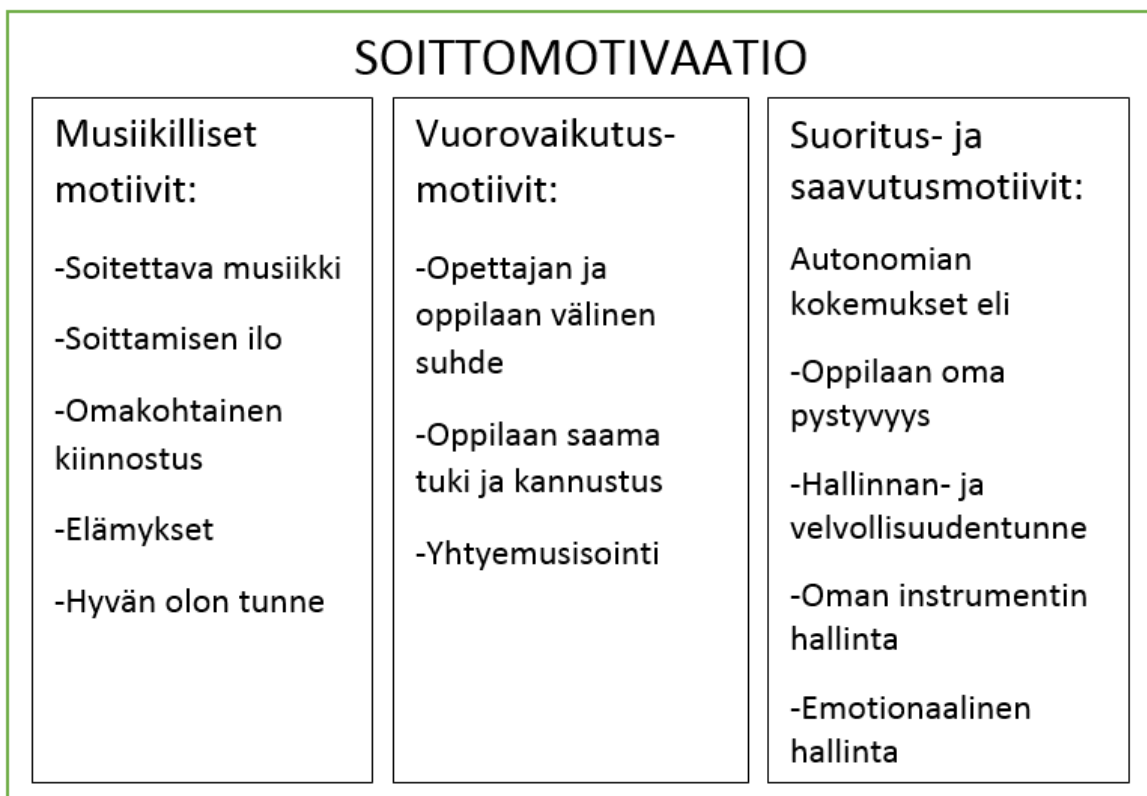 SOITTOMOTIVAATIO
Musiikilliset
motiivit:
-Soitettava musiikki
-Soittamisen ilo
-Omakohtainen
kiinnostus
-Elämykset
-Hyvän olon tunne
Vuorovaikutus-
motiivit:
-Opettajan ja
oppilaan välinen
suhde
-Oppilaan saama
tuki ja kannustus
-Yhtyemusisointi
Suoritus- ja
saavutusmotiivit:
Autonomian
kokemukset eli
-Oppilaan oma
pystyvyys
-Hallinnan- ja
velvollisuudentunne
-Oman instrumentin
hallinta
-Emotionaalinen
hallinta